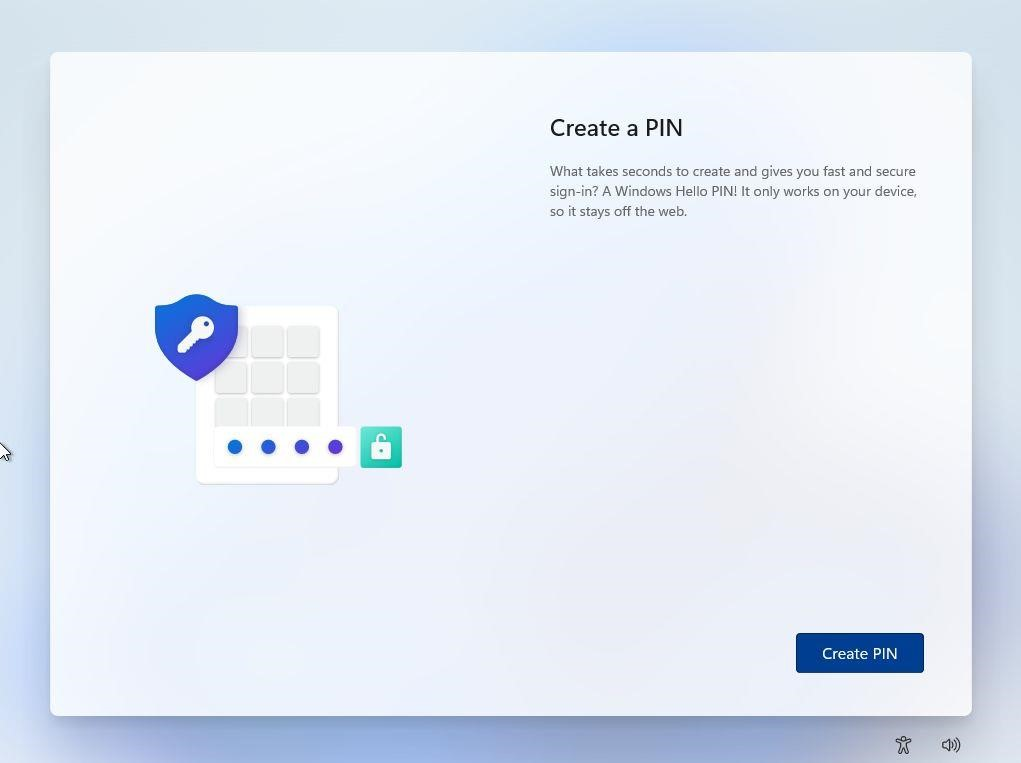 Create a PIN
What takes seconds to create and gives you fast and secure
sign-in? A Windows Hello PIN! It only works on your device,
so it stays off the web.
Create PIN